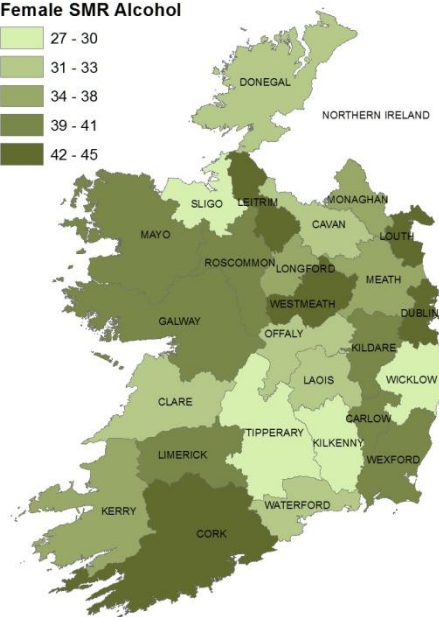 Female SMR Alcohol
27 - 30
31 - 33
34 - 38
39 - 41
42 - 45
DONEGAL
NORTHERN IRELAND
SLIGO
LEITRIM
MONAGHAN
CAVAN
LOUTH
MAYO
ROSCOMMON
LONGFORD
MEATH
WESTMEATH
DUBLIN
GALWAY
OFFALY
KILDARE
LAOIS
WICKLOW
CLARE
CARLOW
TIPPERARY
KILKENNY
LIMERICK
WEXFORD
WATERFORD
KERRY
CORK